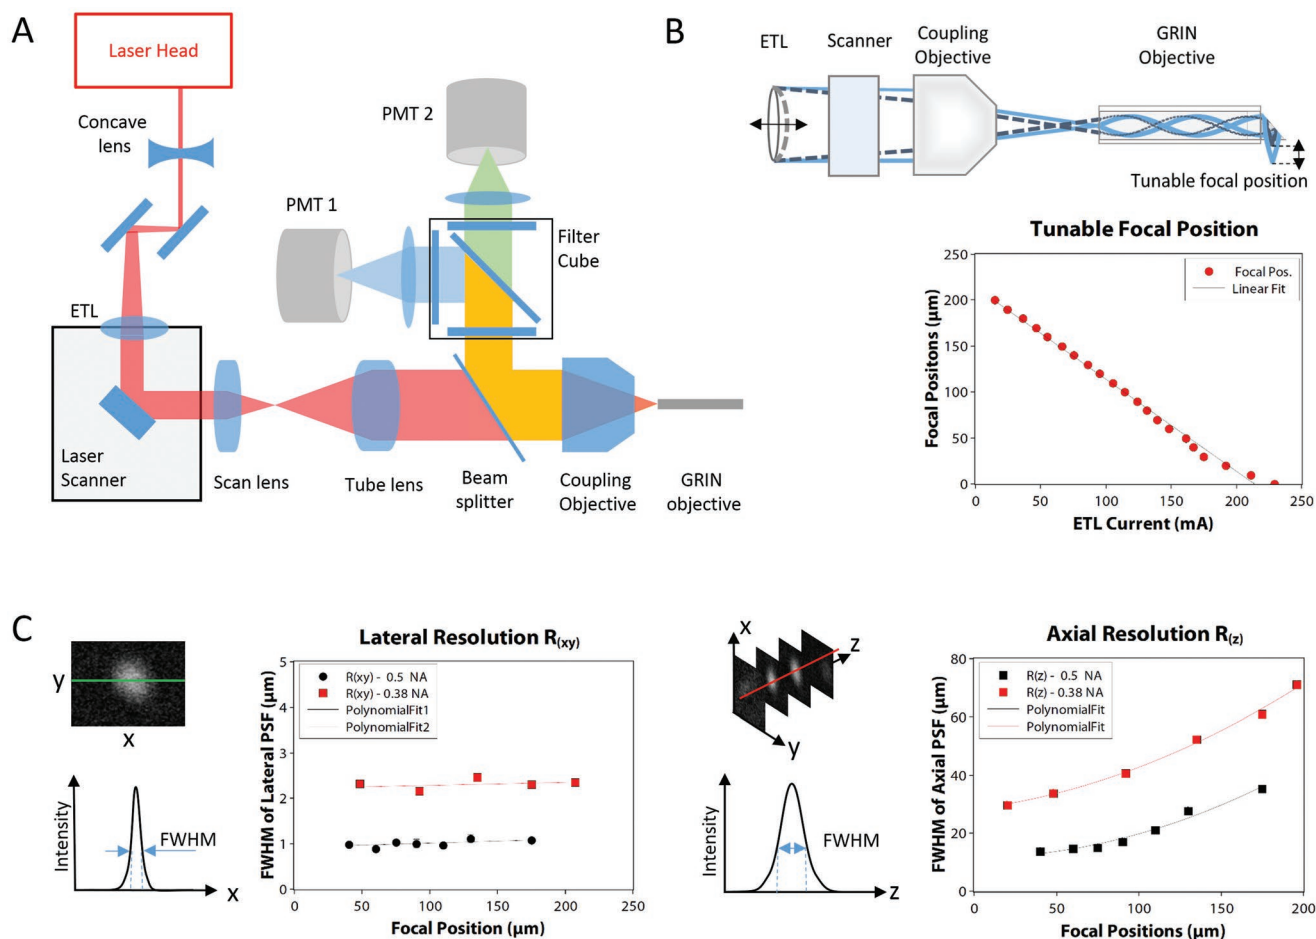 A
Laser Head
Concave
lens
PMT 2
PMT 1
Filter
Cube
ETL
Laser
Scanner
Scan lens
Tube lens
Beam
splitter
Coupling
Objective
GRIN
objective
B
ETL
Scanner
Coupling
Objective
GRIN
Objective
Tunable focal position
Tunable Focal Position
Focal Positons (µm)
250
200
150
100
50
0
Focal Pos.
Linear Fit
0
50
100
150
200
250
ETL Current (mA)
C
y
x
Intensity
FWHM
x
Lateral Resolution R(xy)
FWHM of Lateral PSF (µm)
5
4
3
2
1
0
R(xy) - 0.5 NA
R(xy) - 0.38 NA
PolynomialFit1
PolynomialFit2
0
50
100
150
200
250
Focal Position (µm)
x
z
y
Intensity
FWHM
z
Axial Resolution R(z)
FWHM of Axial PSF (µm)
80
60
40
20
0
R(z) - 0.5 NA
R(z) - 0.38 NA
PolynomialFit
PolynomialFit
0
50
100
150
200
Focal Positions (µm)